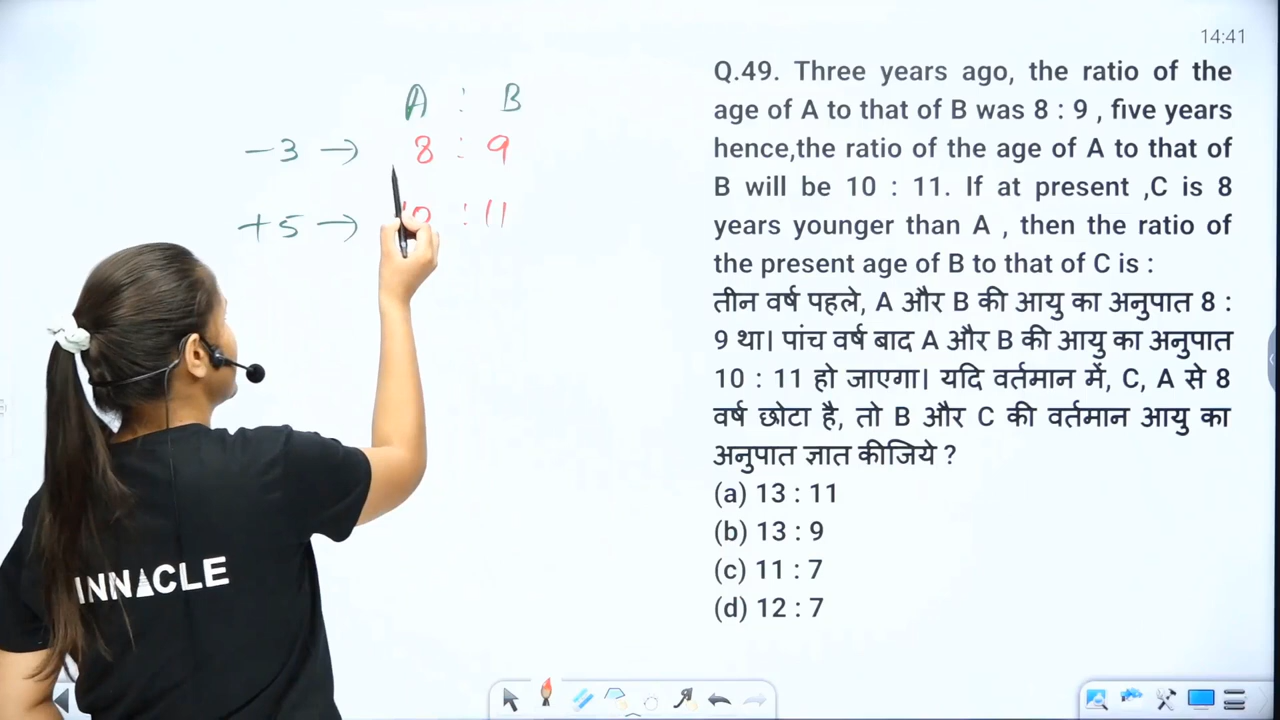 14:41
A : B
-3 → 8 : 9
+5 → 10 : 11
Q.49. Three years ago, the ratio of the
age of A to that of B was 8 : 9 , five years
hence,the ratio of the age of A to that of
B will be 10 : 11. If at present ,C is 8
years younger than A , then the ratio of
the present age of B to that of C is :
तीन वर्ष पहले, A और B की आयु का अनुपात 8 :
9 था। पांच वर्ष बाद A और B की आयु का अनुपात
10 : 11 हो जाएगा। यदि वर्तमान में, C, A से 8
वर्ष छोटा है, तो B और C की वर्तमान आयु का
अनुपात ज्ञात कीजिये ?
(a) 13 : 11
(b) 13 : 9
(c) 11 : 7
(d) 12 : 7
INNACLE